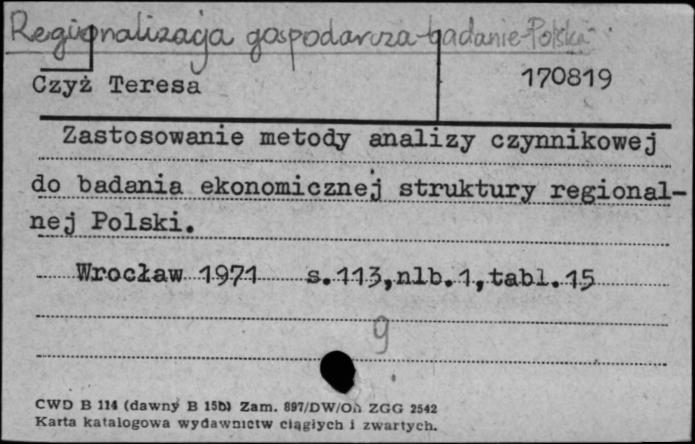 Regionalizacja gospodarcza-badanie-Polska
Czyż Teresa
170819
Zastosowanie metody analizy czynnikowej
do badania ekonomicznej struktury regional-
nej Polski.
Wrocław 1971 s.113,nlb.1,tabl.15
g
CWD B 114 (dawny B 15b) Zam. 897/DW/Oh ZGG 2542
Karta katalogowa wydawnictw ciągłych i zwartych.